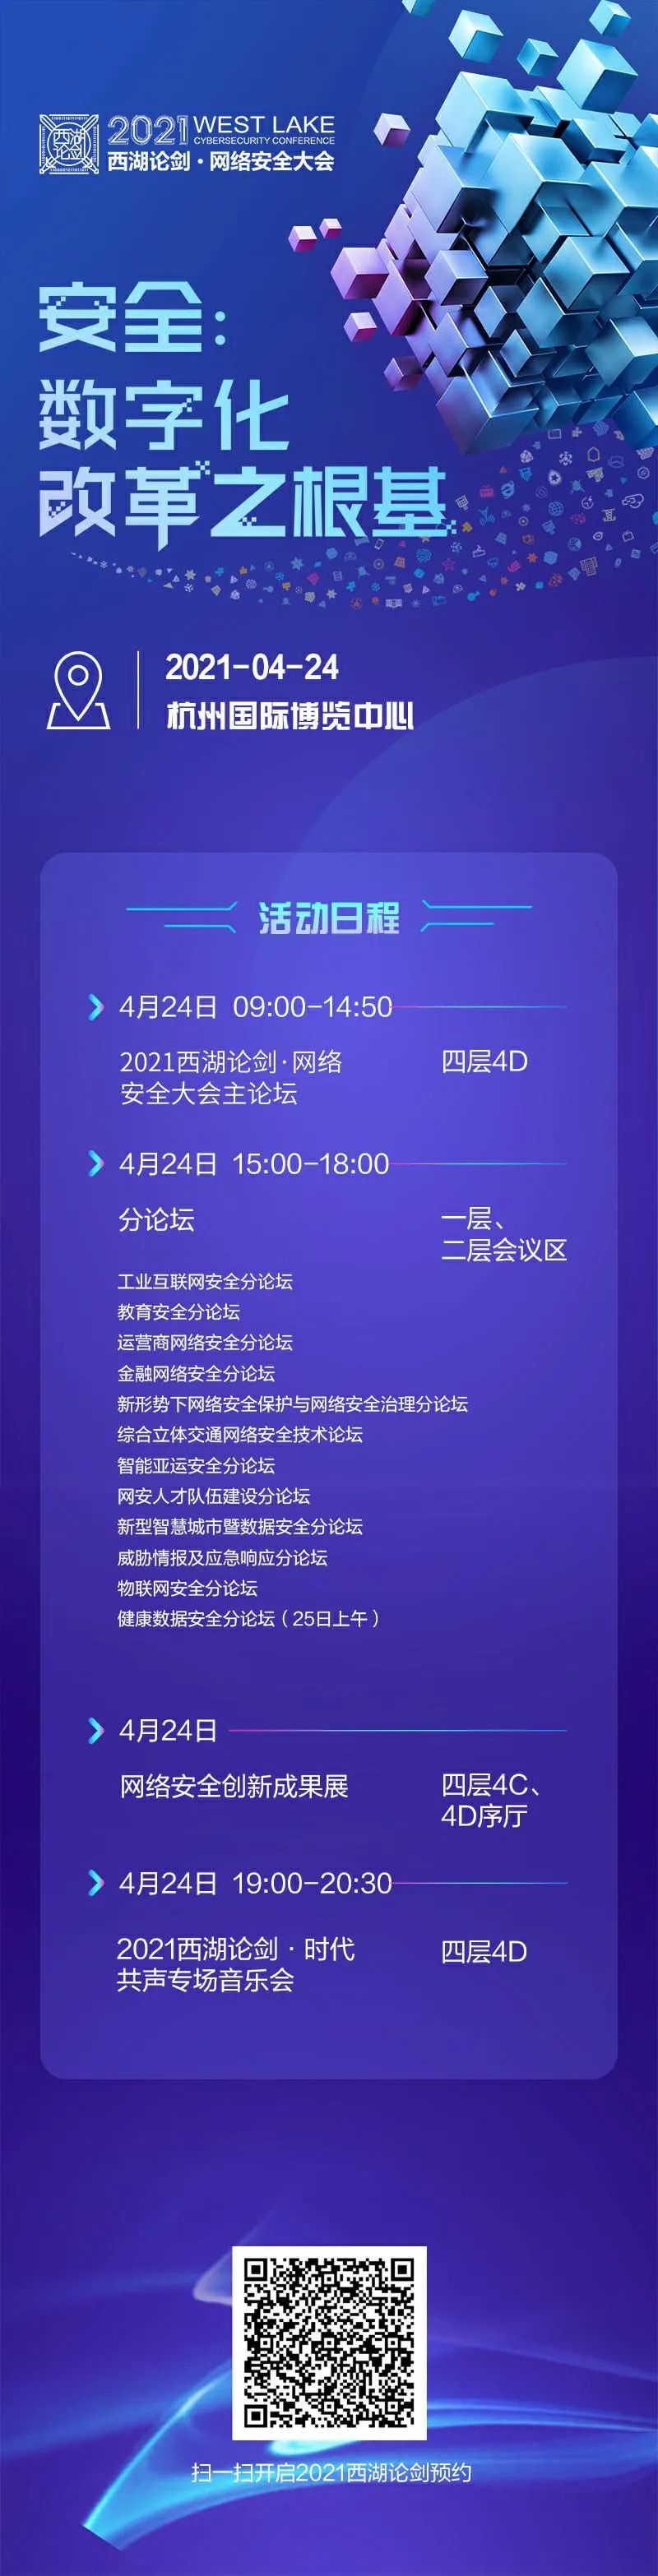 西湖论剑
2021 WEST LAKE
CYBERSECURITY CONFERENCE
西湖论剑·网络安全大会
安全:
数字化
改革之根基
2021-04-24
杭州国际博览中心
活动日程
4月24日 09:00-14:50
2021西湖论剑·网络
安全大会主论坛
四层4D
4月24日 15:00-18:00
分论坛
一层、
二层会议区
工业互联网安全分论坛
教育安全分论坛
运营商网络安全分论坛
金融网络安全分论坛
新形势下网络安全保护与网络安全治理分论坛
综合立体交通网络安全技术论坛
智能亚运安全分论坛
网安人才队伍建设分论坛
新型智慧城市暨数据安全分论坛
威胁情报及应急响应分论坛
物联网安全分论坛
健康数据安全分论坛（25日上午）
4月24日
网络安全创新成果展
四层4C、
4D序厅
4月24日 19:00-20:30
2021西湖论剑·时代
共声专场音乐会
四层4D
扫一扫开启2021西湖论剑预约